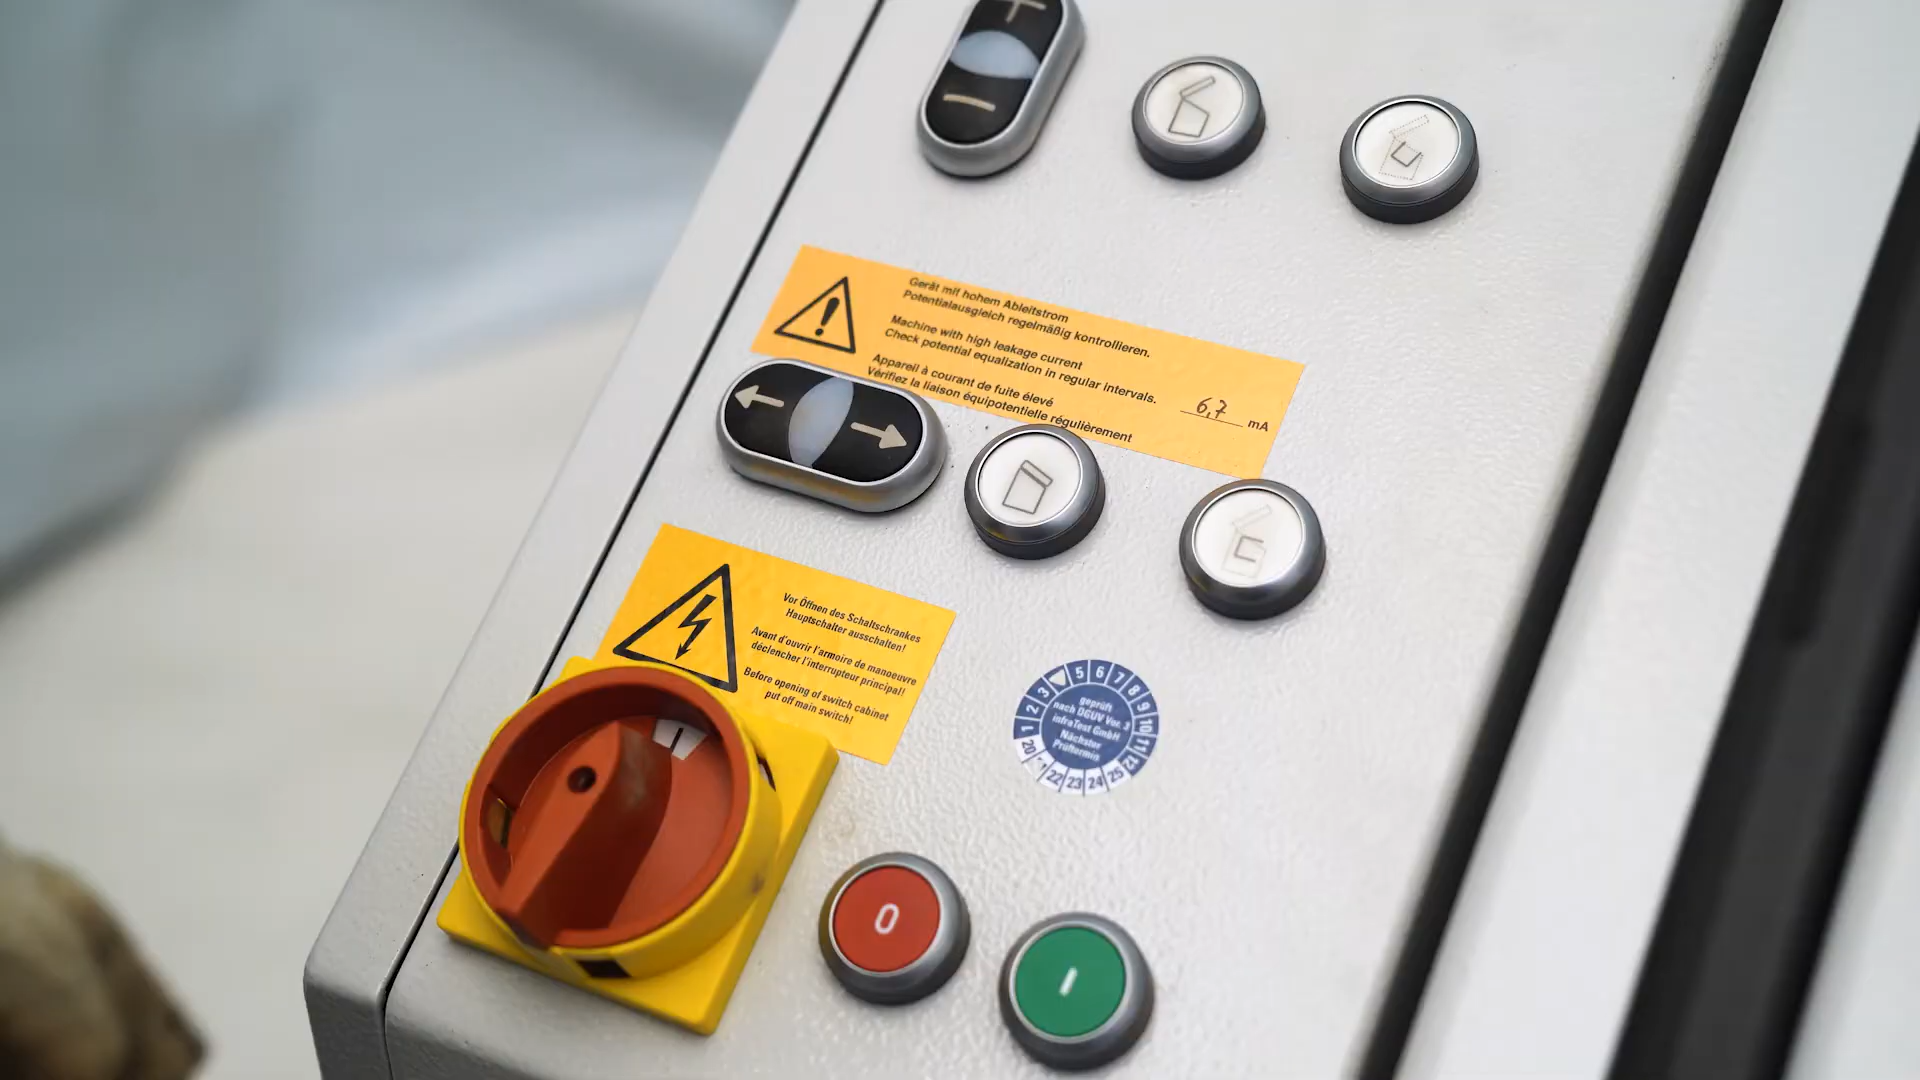 +
–
Gerät mit hohem Ableitstrom
Potentialausgleich regelmäßig kontrollieren.
Machine with high leakage current
Check potential equalization in regular intervals.
Appareil à courant de fuite élevé
Vérifiez la liaison équipotentielle régulièrement
6,7 mA
Vor Öffnen des Schaltschrankes
Hauptschalter ausschalten!
Avant d'ouvrir l'armoire de manoeuvre
déclencher l'interrupteur principal!
Before opening of switch cabinet
put off main switch!
1 2 3 5 6 7 8 9 10 11 12
geprüft
nach DGUV Vor. 3
infraTest GmbH
Nächster
Prüftermin
20 22 23 24 25
0
I